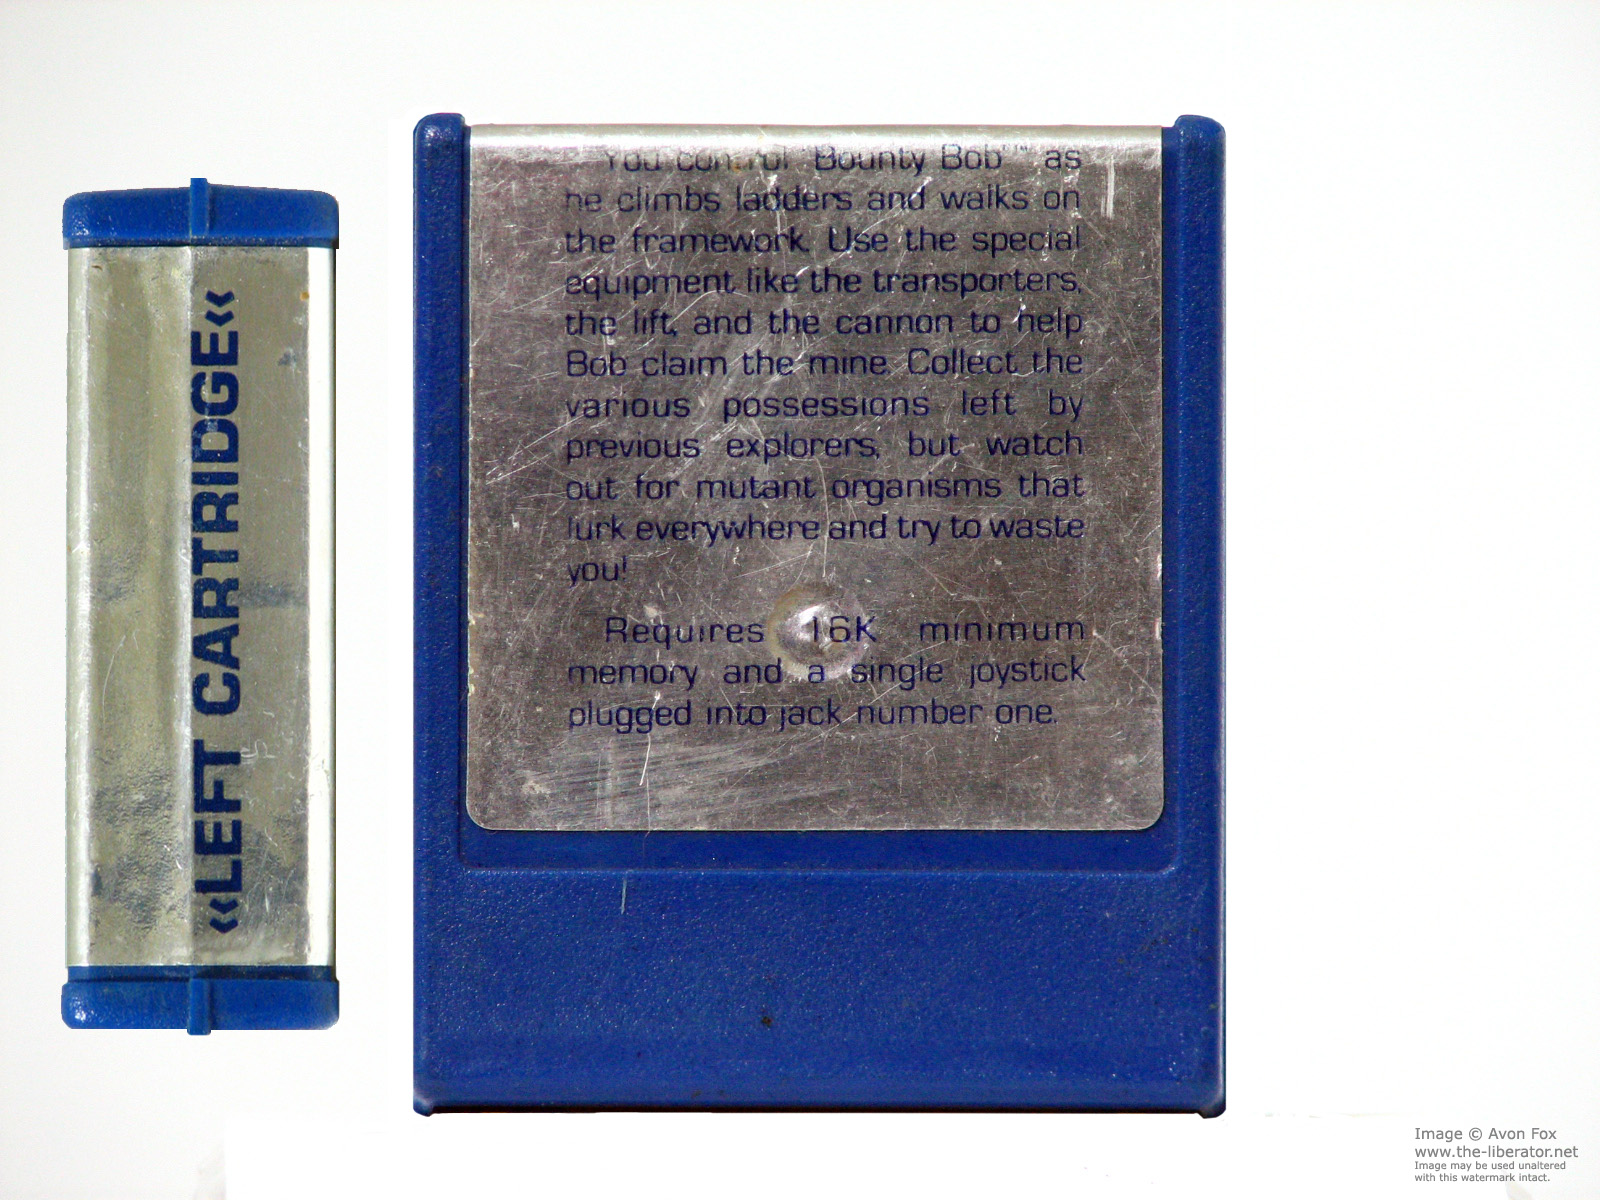 «LEFT CARTRIDGE«
You control "Bounty Bob"™ as
he climbs ladders and walks on
the framework. Use the special
equipment like the transporters,
the lift, and the cannon to help
Bob claim the mine. Collect the
various possessions left by
previous explorers, but watch
out for mutant organisms that
lurk everywhere and try to waste
you!
Requires 16K minimum
memory and a single joystick
plugged into jack number one.
Image © Avon Fox
www.the-liberator.net
Image may be used unaltered
with this watermark intact.